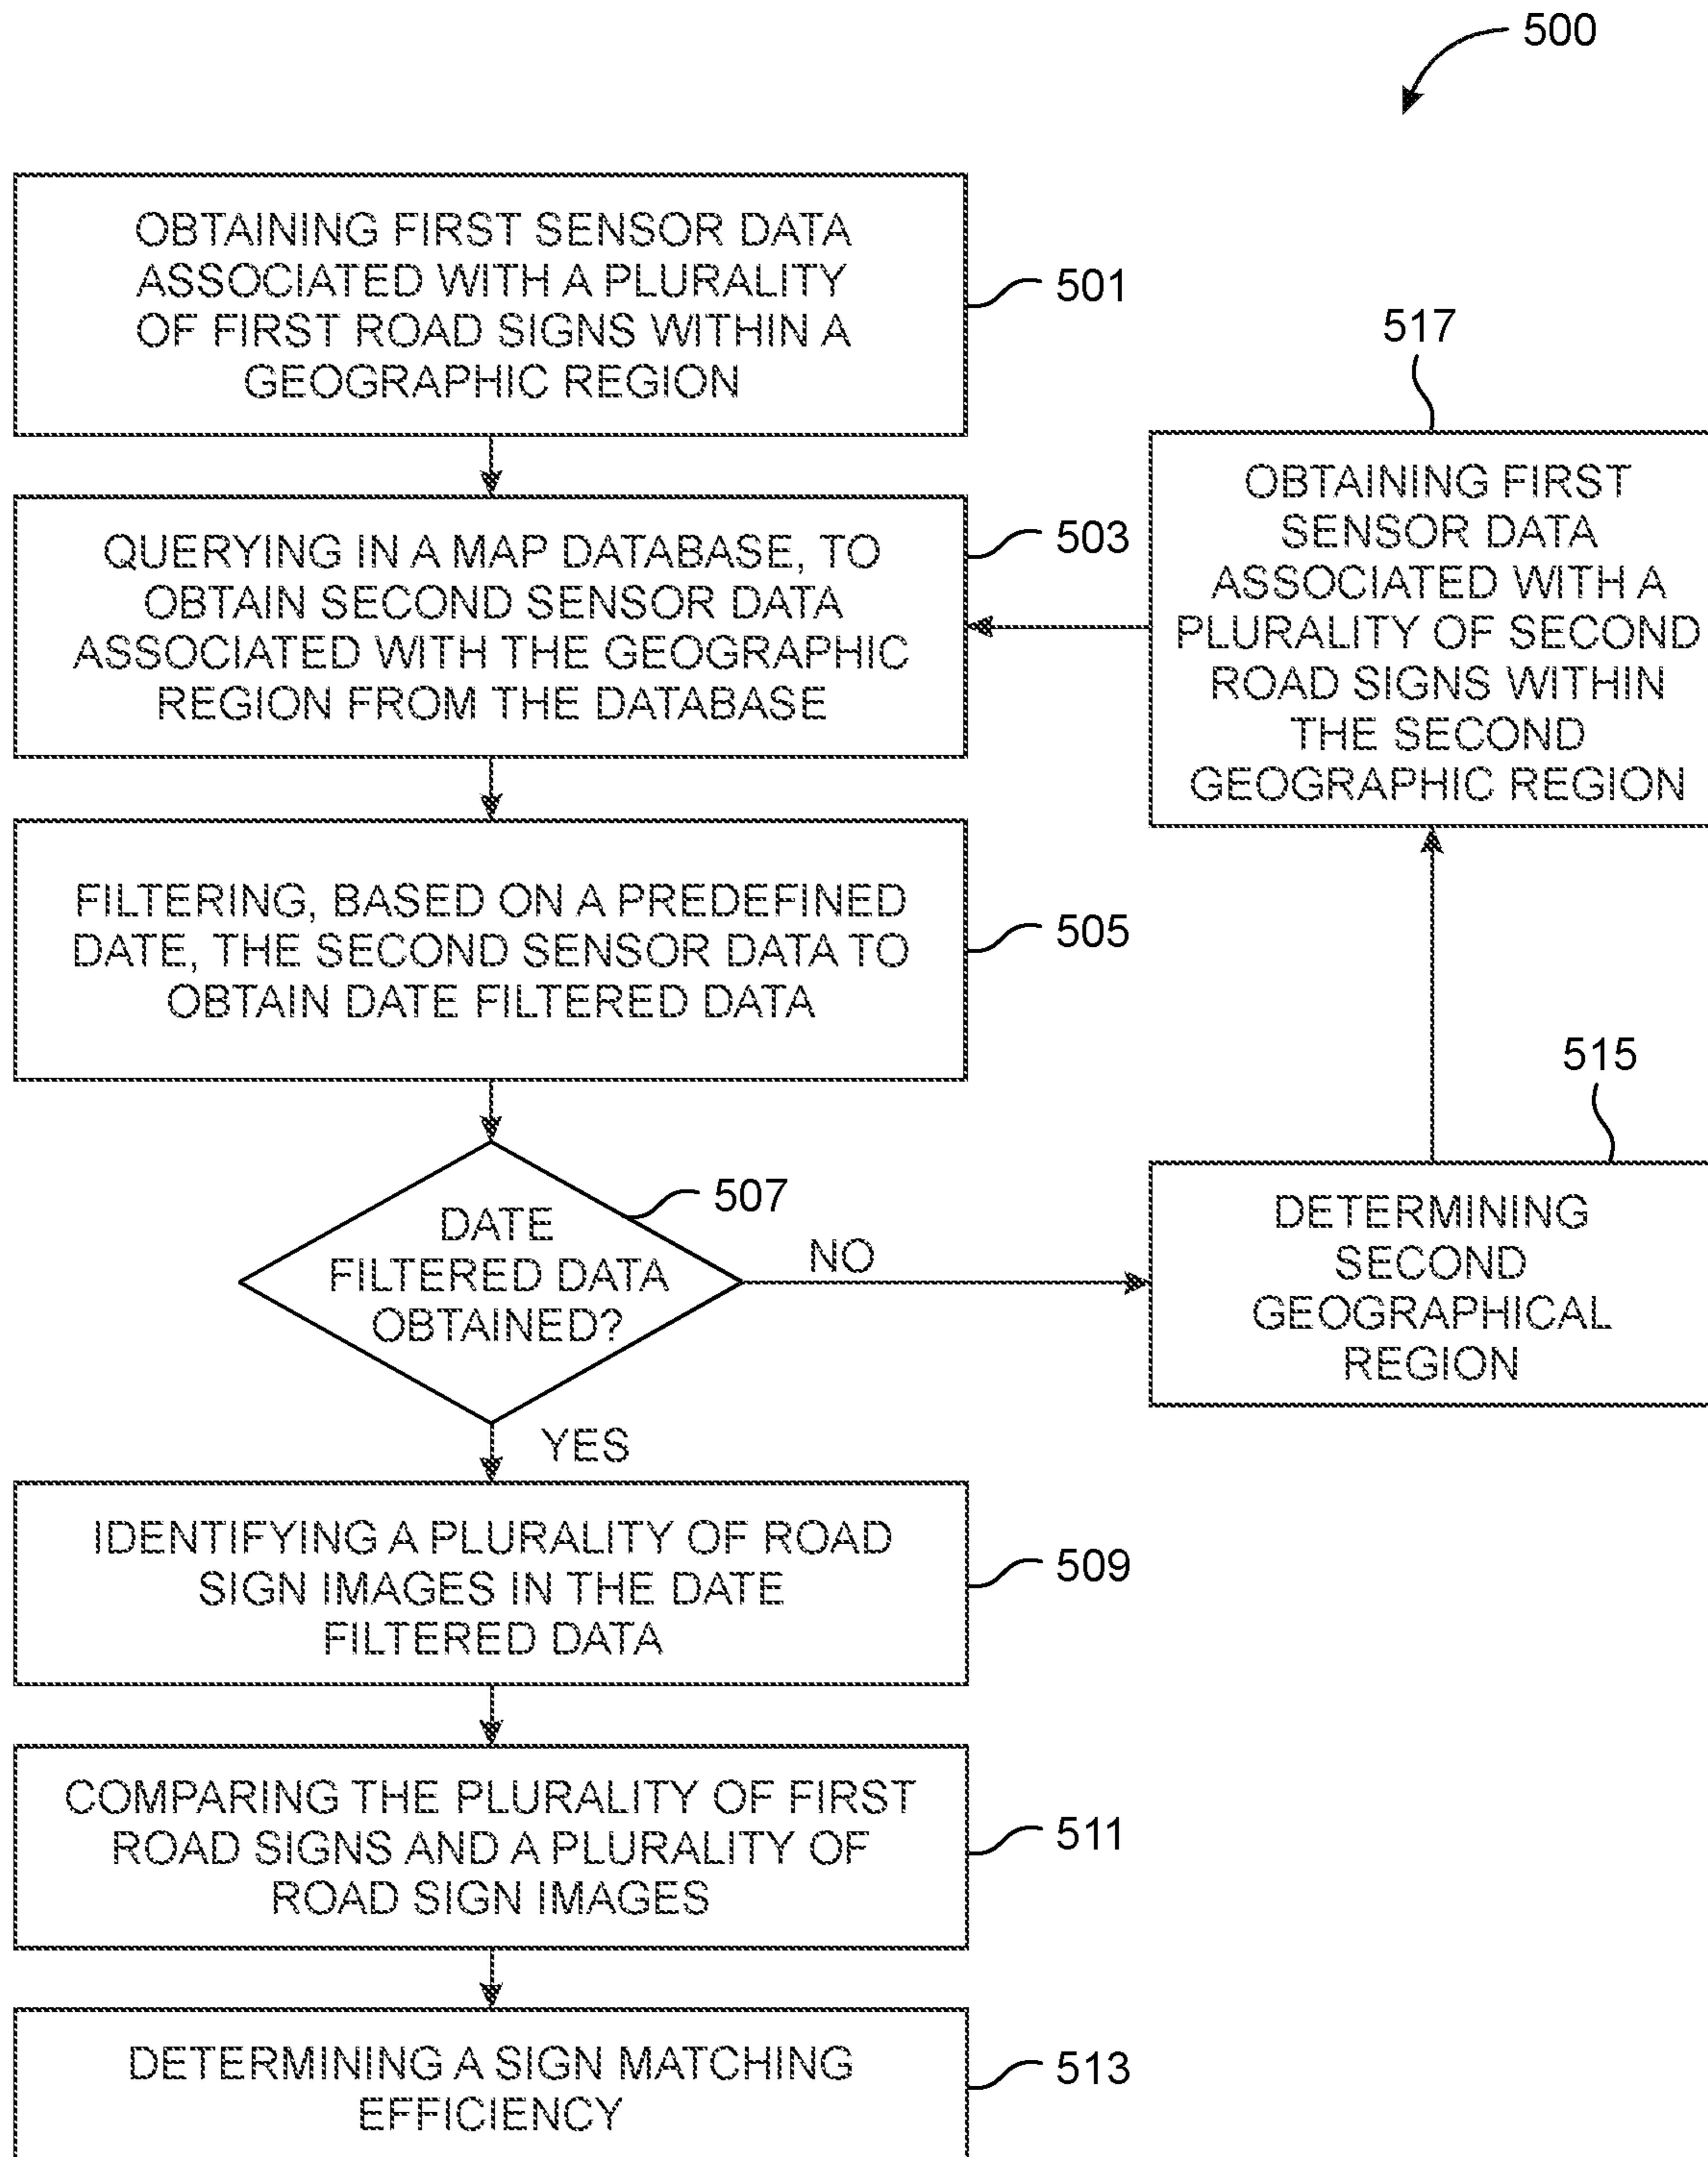 500
OBTAINING FIRST SENSOR DATA
ASSOCIATED WITH A PLURALITY
OF FIRST ROAD SIGNS WITHIN A
GEOGRAPHIC REGION
501
QUERYING IN A MAP DATABASE, TO
OBTAIN SECOND SENSOR DATA
ASSOCIATED WITH THE GEOGRAPHIC
REGION FROM THE DATABASE
503
FILTERING, BASED ON A PREDEFINED
DATE, THE SECOND SENSOR DATA TO
OBTAIN DATE FILTERED DATA
505
DATE
FILTERED DATA
OBTAINED?
507
NO
YES
IDENTIFYING A PLURALITY OF ROAD
SIGN IMAGES IN THE DATE
FILTERED DATA
509
COMPARING THE PLURALITY OF FIRST
ROAD SIGNS AND A PLURALITY OF
ROAD SIGN IMAGES
511
DETERMINING A SIGN MATCHING
EFFICIENCY
513
515
DETERMINING
SECOND
GEOGRAPHICAL
REGION
517
OBTAINING FIRST
SENSOR DATA
ASSOCIATED WITH A
PLURALITY OF SECOND
ROAD SIGNS WITHIN
THE SECOND
GEOGRAPHIC REGION